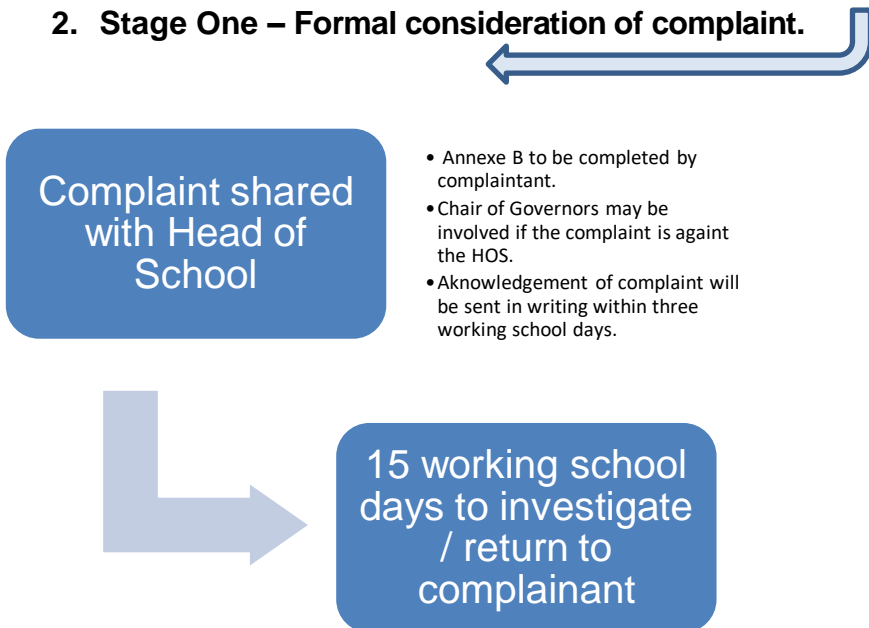 2. Stage One – Formal consideration of complaint.
Complaint shared
with Head of
School
• Annexe B to be completed by
complaintant.
•Chair of Governors may be
involved if the complaint is againt
the HOS.
•Aknowledgement of complaint will
be sent in writing within three
working school days.
15 working school
days to investigate
/ return to
complainant